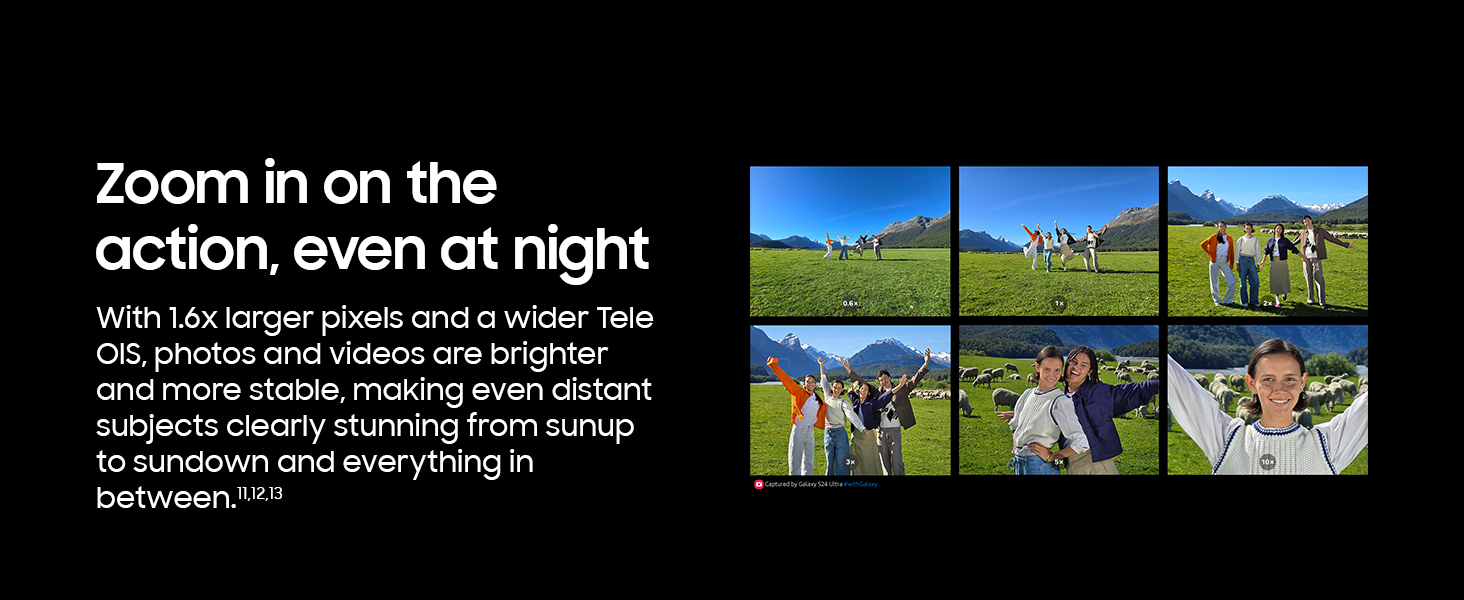 Zoom in on the
action, even at night
With 1.6x larger pixels and a wider Tele
OIS, photos and videos are brighter
and more stable, making even distant
subjects clearly stunning from sunup
to sundown and everything in
between.11,12,13
0.6×
1×
2×
3×
5×
10×
Captured by Galaxy S24 Ultra #withGalaxy